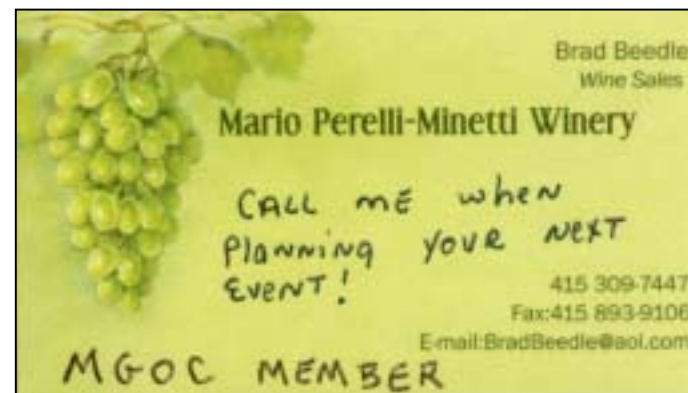 Brad Beedle
Wine Sales
Mario Perelli-Minetti Winery
CALL ME when
Planning YOUR NEXT
EVENT!
415 309-7447
Fax:415 893-9106
E-mail:BradBeedle@aol.com
MGOC MEMBER